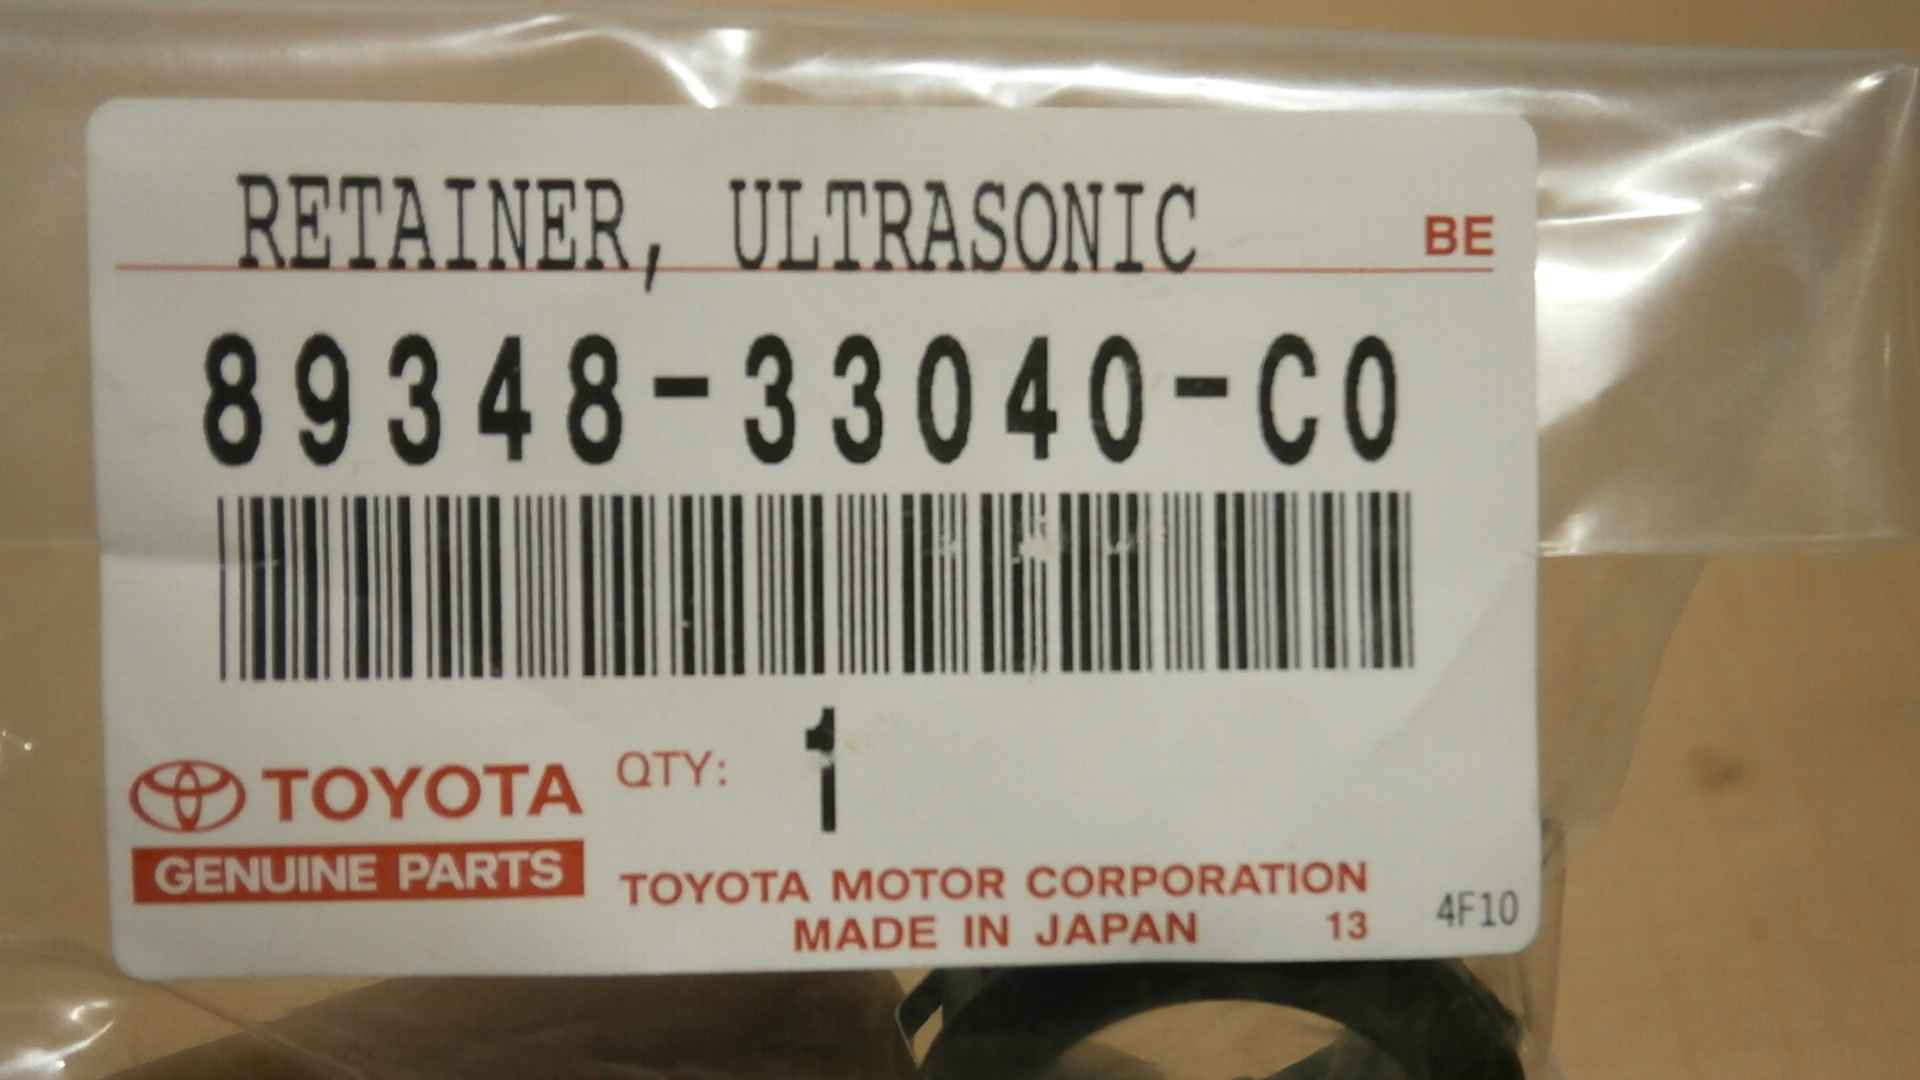 RETAINER, ULTRASONIC BE
89348-33040-C0
TOYOTA QTY: 1
GENUINE PARTS
TOYOTA MOTOR CORPORATION
MADE IN JAPAN 13 4F10